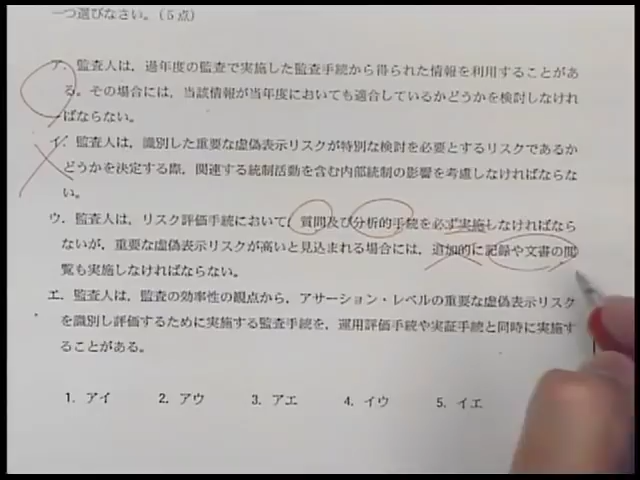 一つ選びなさい。(5点)
ア. 監査人は，過年度の監査で実施した監査手続から得られた情報を利用することがあ
る。その場合には，当該情報が当年度においても適合しているかどうかを検討しなけれ
ばならない。
イ. 監査人は，識別した重要な虚偽表示リスクが特別な検討を必要とするリスクであるか
どうかを決定する際，関連する統制活動を含む内部統制の影響を考慮しなければならな
い。
ウ. 監査人は，リスク評価手続において，質問及び分析的手続を必ず実施しなければなら
ないが，重要な虚偽表示リスクが高いと見込まれる場合には，追加的に記録や文書の閲
覧も実施しなければならない。
エ. 監査人は，監査の効率性の観点から，アサーション・レベルの重要な虚偽表示リスク
を識別し評価するために実施する監査手続を，運用評価手続や実証手続と同時に実施す
ることがある。
1. アイ 2. アウ 3. アエ 4. イウ 5. イエ